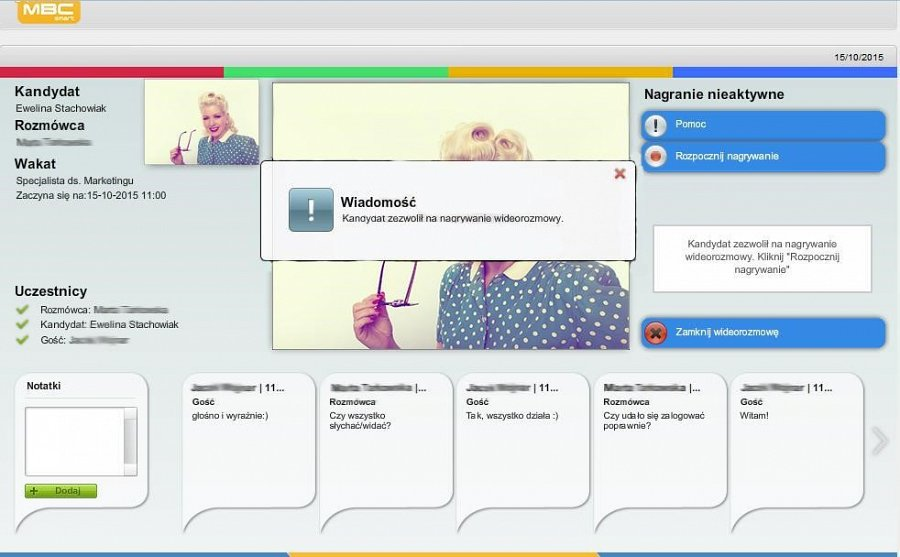 MBC
smart
15/10/2015
Kandydat
Ewelina Stachowiak
Rozmówca
Wakat
Specjalista ds. Marketingu
Zaczyna się na:15-10-2015 11:00
Uczestnicy
Rozmówca:
Kandydat: Ewelina Stachowiak
Gość:
Wiadomość
Kandydat zezwolił na nagrywanie wideorozmowy.
Nagranie nieaktywne
Pomoc
Rozpocznij nagrywanie
Kandydat zezwolił na nagrywanie
wideorozmowy. Kliknij "Rozpocznij
nagrywanie"
Zamknij wideorozmowę
Notatki
Dodaj
| 11...
Gość
głośno i wyraźnie:)
|...
Rozmówca
Czy wszystko
słychać/widać?
| 11...
Gość
Tak, wszystko działa :)
|...
Rozmówca
Czy udało się zalogować
poprawnie?
| 11...
Gość
Witam!